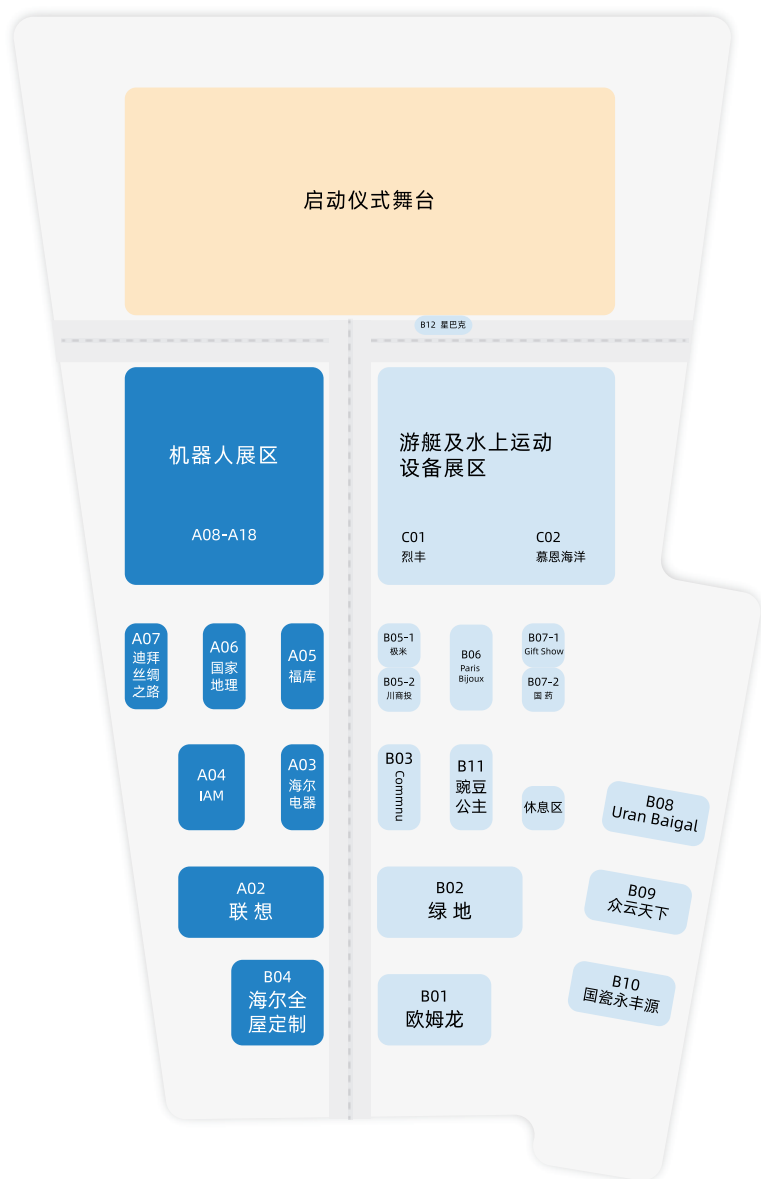 启动仪式舞台
B12 星巴克
机器人展区
A08-A18
游艇及水上运动
设备展区
C01
烈丰
C02
慕恩海洋
A07
迪拜
丝绸
之路
A06
国家
地理
A05
福库
B05-1
极米
B05-2
川商投
B06
Paris
Bijoux
B07-1
Gift Show
B07-2
国药
A04
IAM
A03
海尔
电器
B03
Commnu
B11
豌豆
公主
休息区
B08
Uran Baigal
A02
联想
B02
绿地
B09
众云天下
B04
海尔全
屋定制
B01
欧姆龙
B10
国瓷永丰源